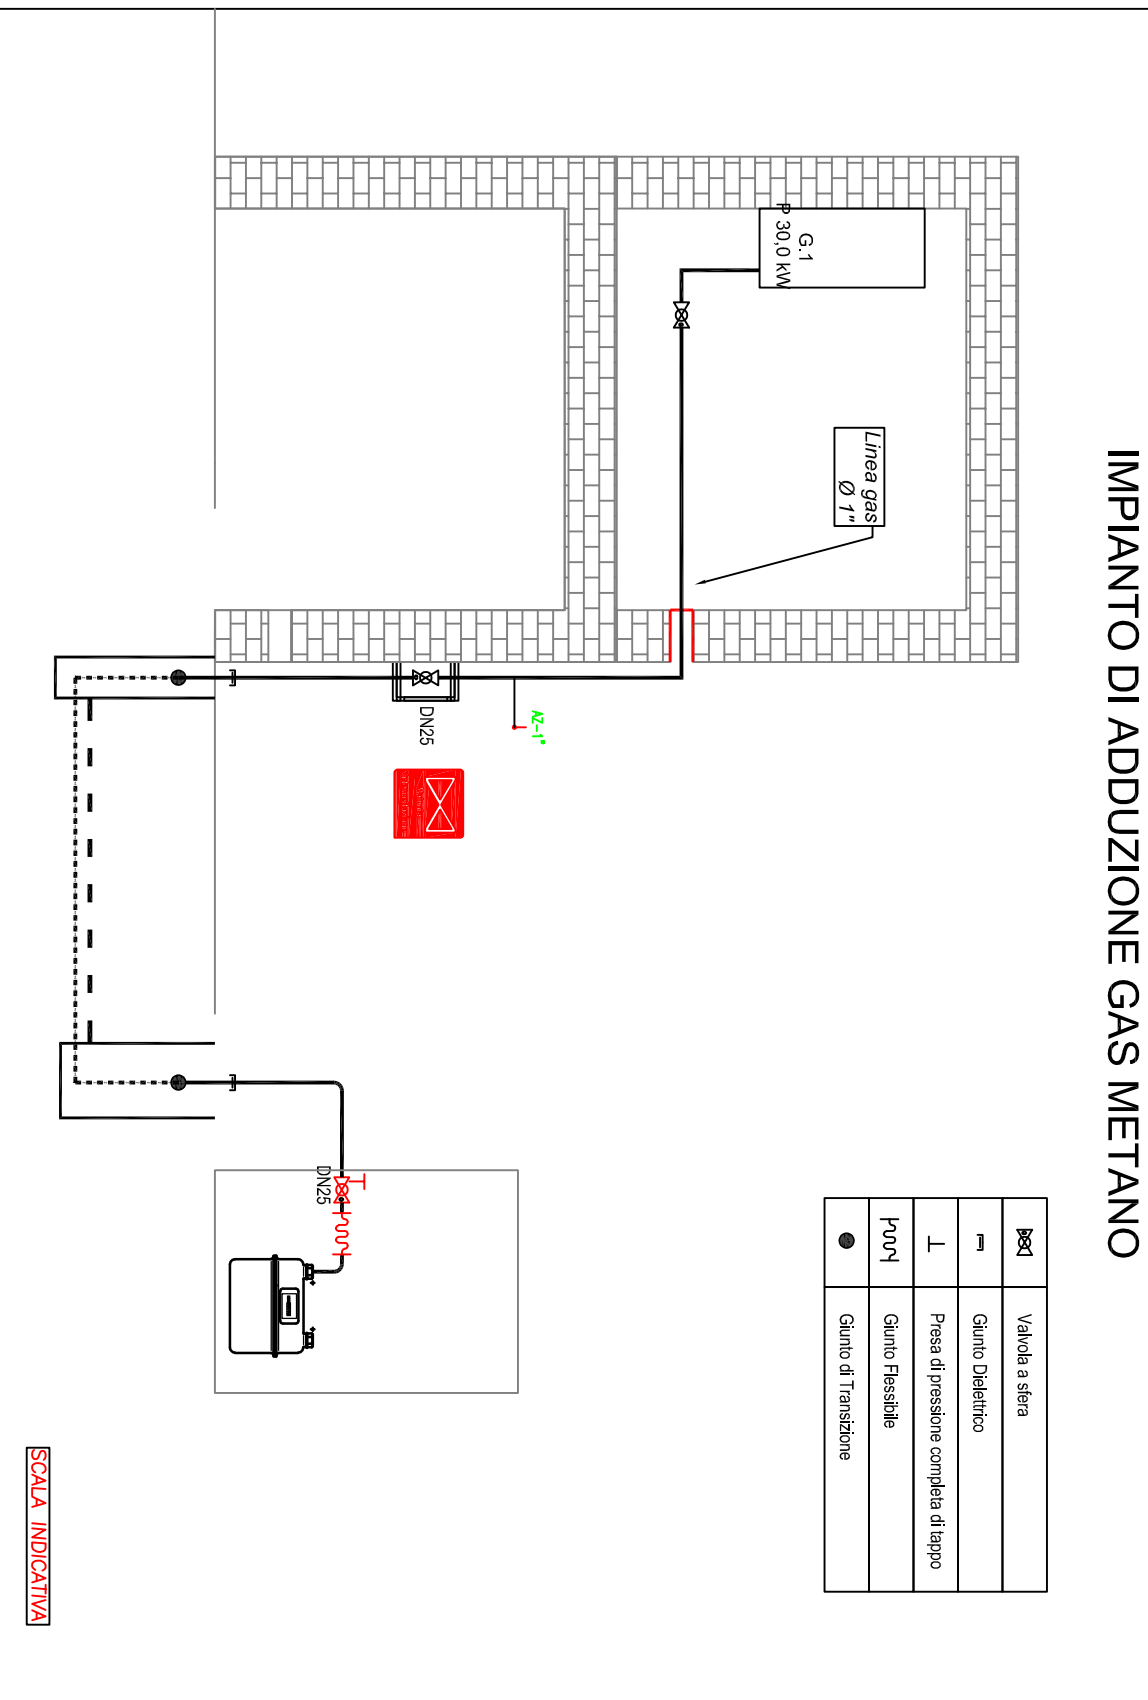 IMPIANTO DI ADDUZIONE GAS METANO
G.1
P 30,0 kW
Linea gas
Ø 1"
AZ-1"
DN25
DN25
Valvola a sfera
Giunto Dielettrico
Presa di pressione completa di tappo
Giunto Flessibile
Giunto di Transizione
SCALA INDICATIVA